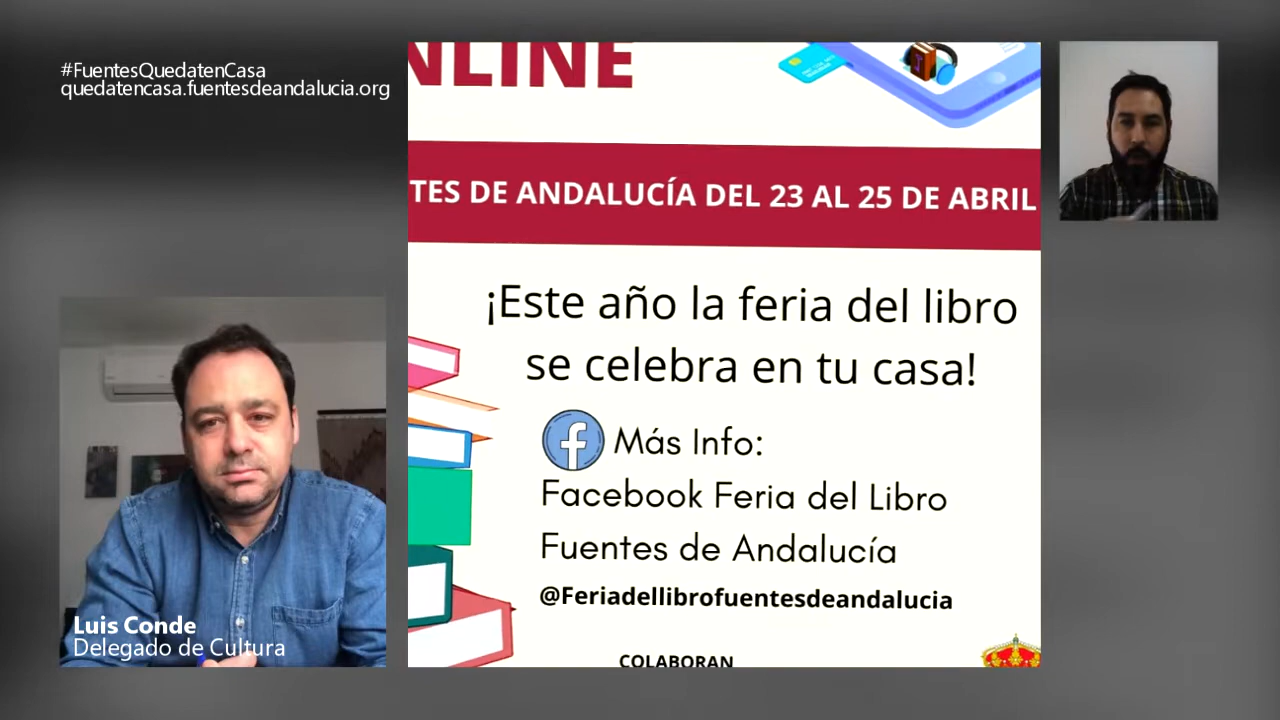 #FuentesQuedatenCasa
quedatencasa.fuentesdeandalucia.org
NLINE
TES DE ANDALUCÍA DEL 23 AL 25 DE ABRIL
¡Este año la feria del libro
se celebra en tu casa!
Más Info:
Facebook Feria del Libro
Fuentes de Andalucía
@Feriadellibrofuentesdeandalucia
COLABORAN
Luis Conde
Delegado de Cultura